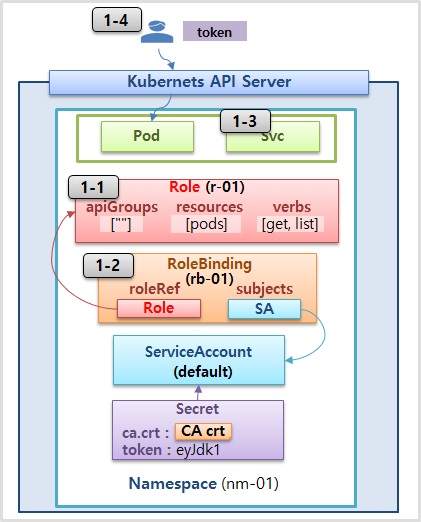 1-4
token
Kubernets API Server
1-3
Pod
Svc
1-1
Role (r-01)
apiGroups resources verbs
[""] [pods] [get, list]
1-2
RoleBinding
(rb-01)
roleRef subjects
Role SA
ServiceAccount
(default)
Secret
ca.crt : CA crt
token : eyJdk1
Namespace (nm-01)